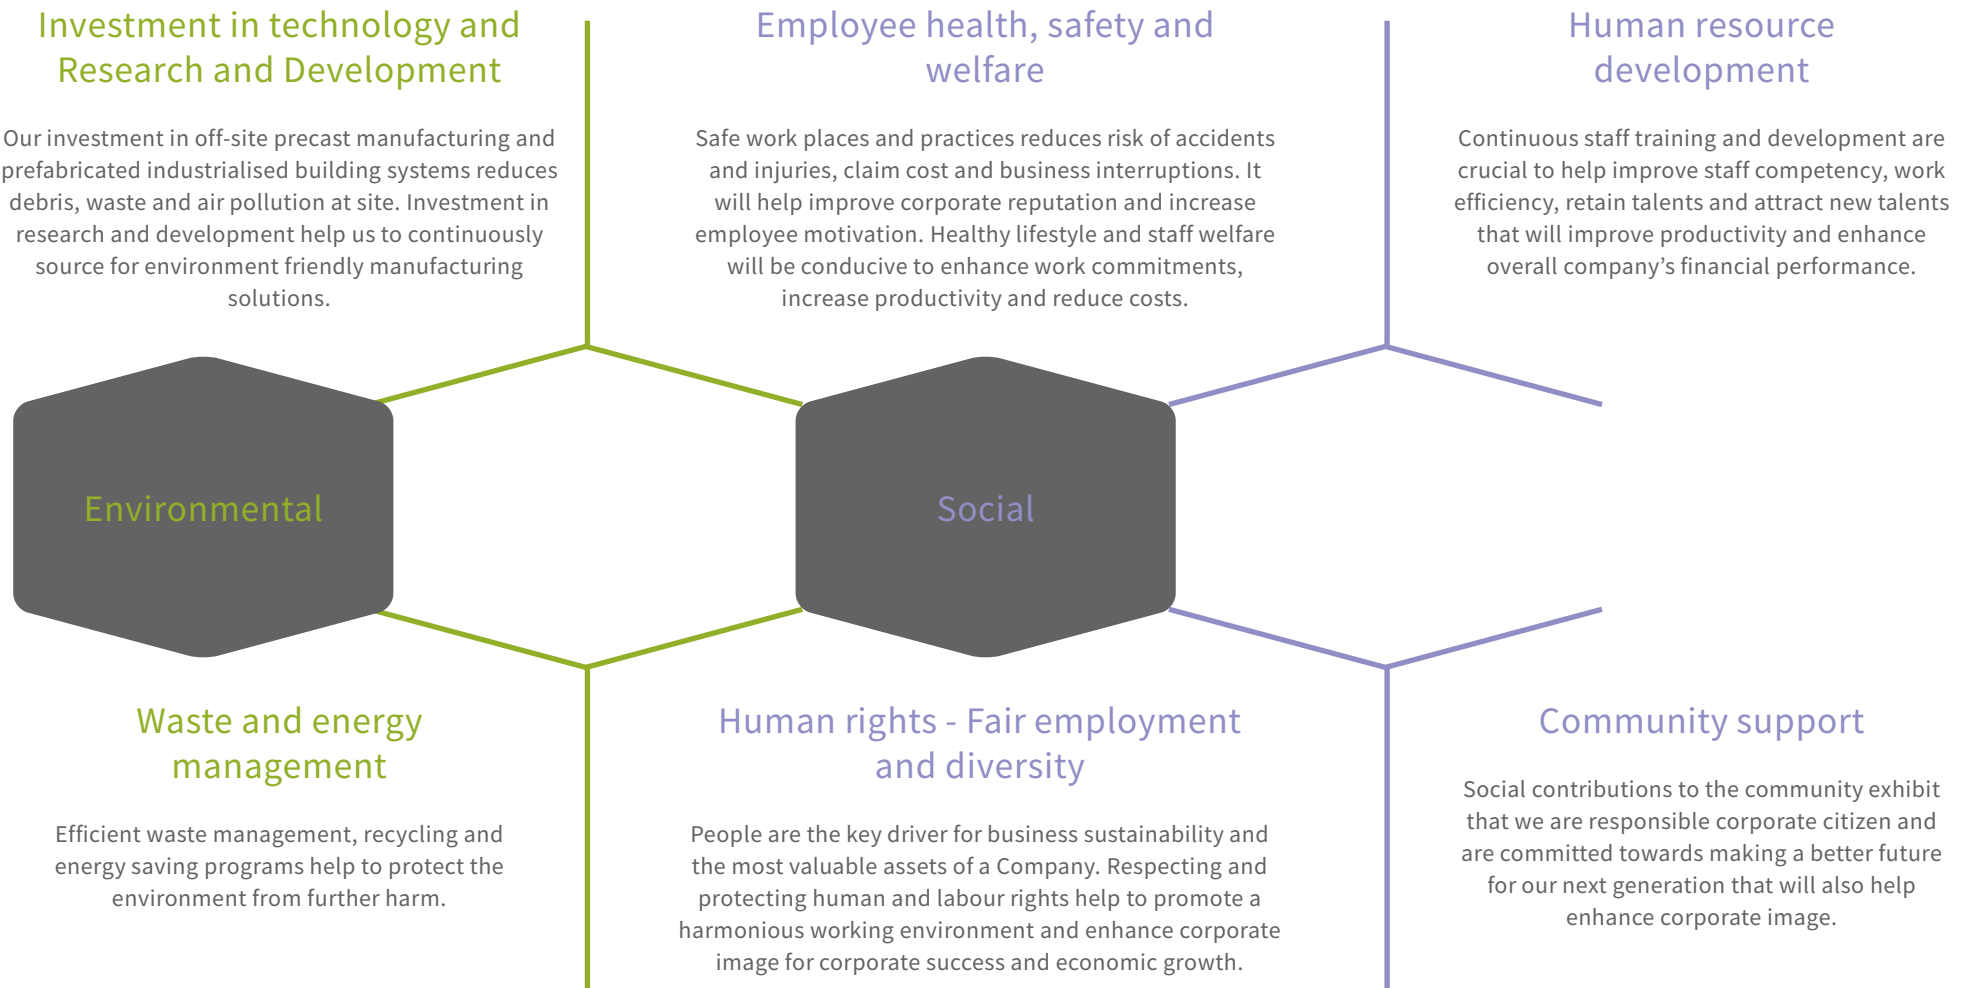 Investment in technology and
Research and Development
Our investment in off-site precast manufacturing and
prefabricated industrialised building systems reduces
debris, waste and air pollution at site. Investment in
research and development help us to continuously
source for environment friendly manufacturing
solutions.
Employee health, safety and
welfare
Safe work places and practices reduces risk of accidents
and injuries, claim cost and business interruptions. It
will help improve corporate reputation and increase
employee motivation. Healthy lifestyle and staff welfare
will be conducive to enhance work commitments,
increase productivity and reduce costs.
Human resource
development
Continuous staff training and development are
crucial to help improve staff competency, work
efficiency, retain talents and attract new talents
that will improve productivity and enhance
overall company’s financial performance.
Environmental
Social
Waste and energy
management
Efficient waste management, recycling and
energy saving programs help to protect the
environment from further harm.
Human rights - Fair employment
and diversity
People are the key driver for business sustainability and
the most valuable assets of a Company. Respecting and
protecting human and labour rights help to promote a
harmonious working environment and enhance corporate
image for corporate success and economic growth.
Community support
Social contributions to the community exhibit
that we are responsible corporate citizen and
are committed towards making a better future
for our next generation that will also help
enhance corporate image.